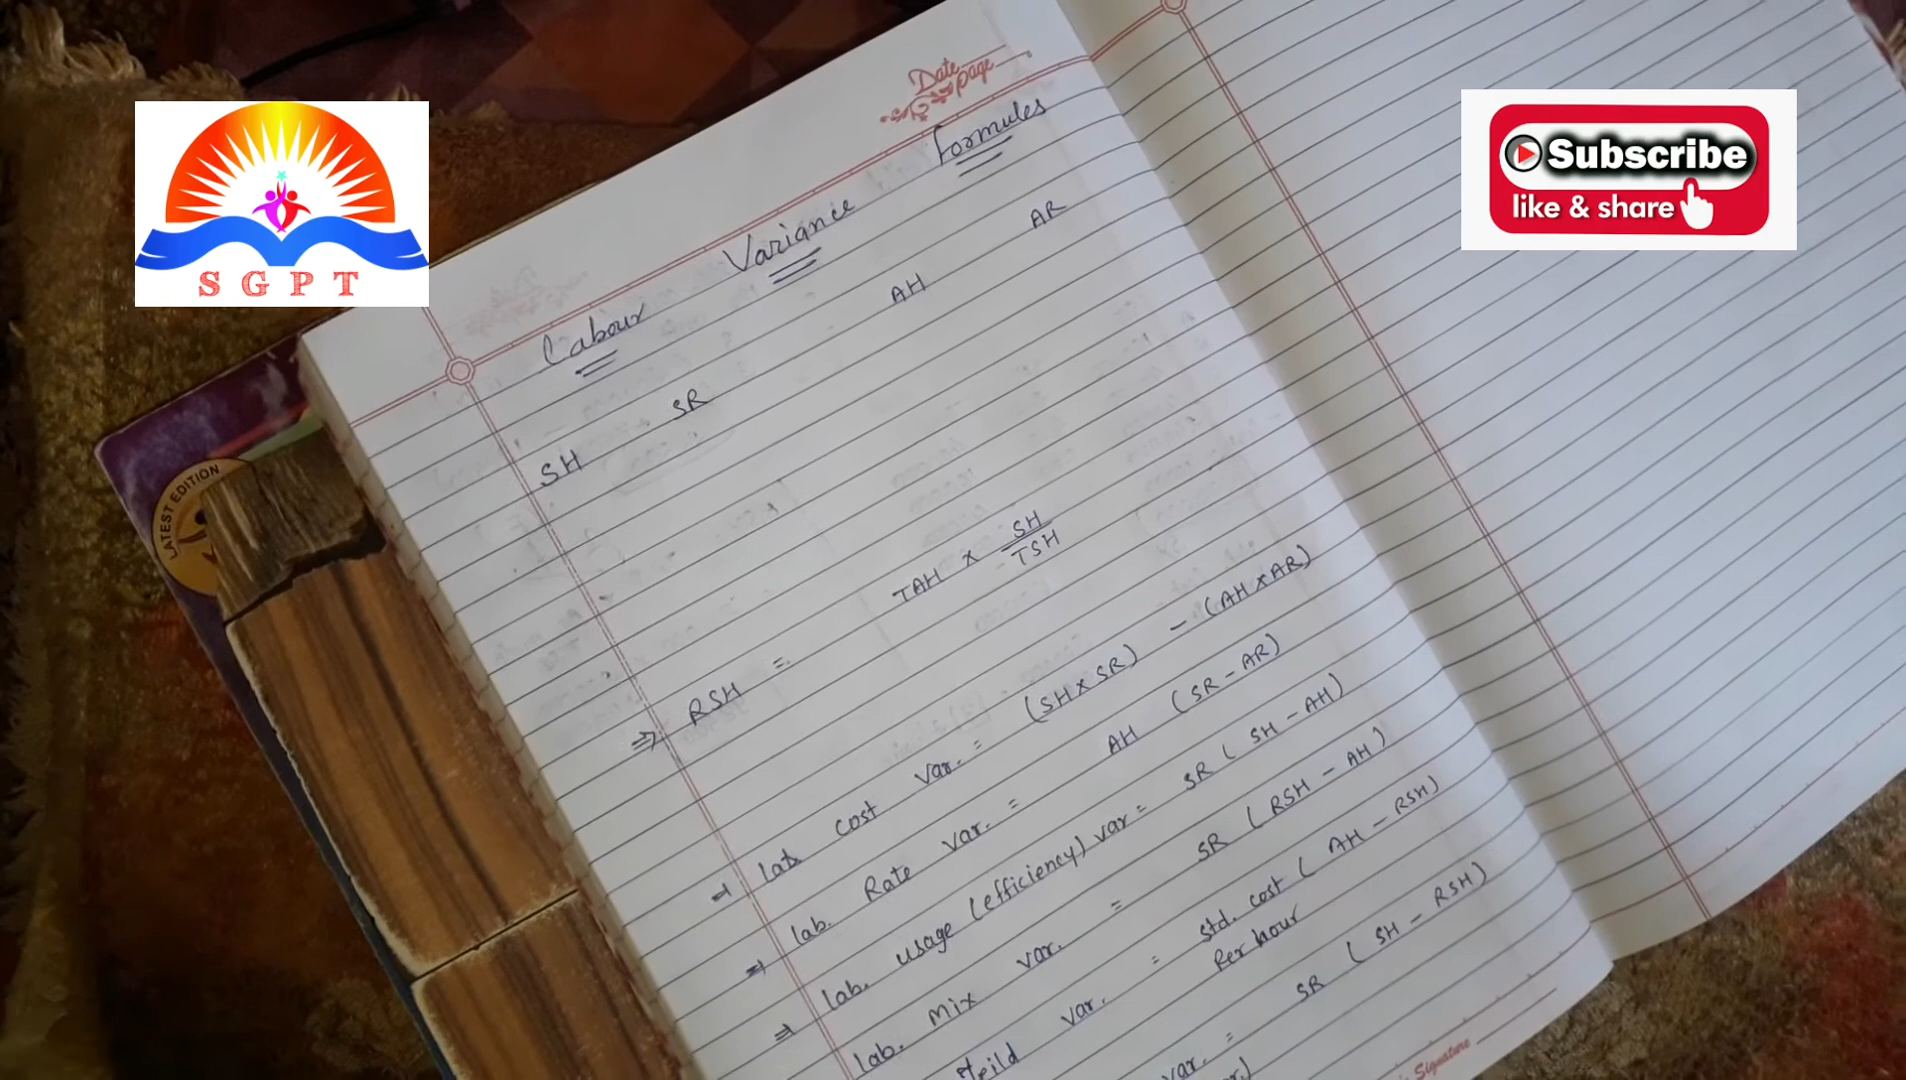 Date
Page
Labour Variance Formules
SH SR AH AR
⇒ RSH = TAH × SH/TSH
⇒ lab. cost var. = (SH × SR) - (AH × AR)
⇒ lab. Rate var. = AH (SR - AR)
⇒ lab. usage (efficiency) var = SR (SH - AH)
lab. mix var. = SR (RSH - AH)
var. = std. cost (AH - RSH)
Per hour
var. = SR (SH - RSH)
Signature
SGPT
Subscribe
like & share
LATEST EDITION